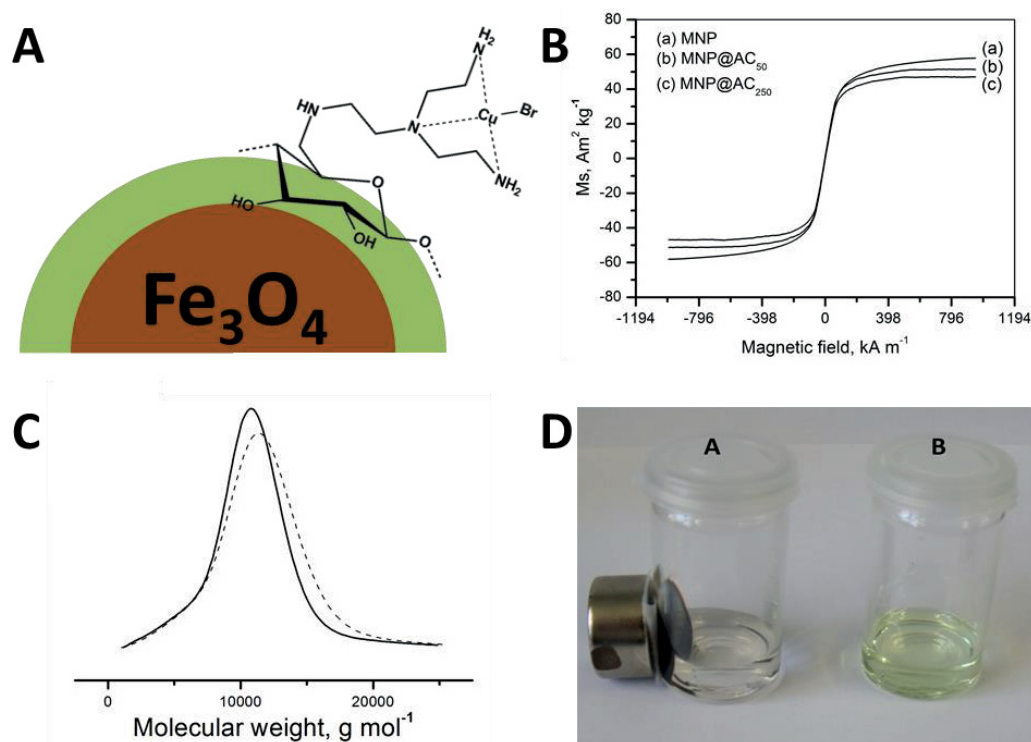 A
H₂
N
HN
N
Cu
Br
NH₂
O
HO
OH
O
Fe₃O₄
B
(a) MNP
(b) MNP@AC₅₀
(c) MNP@AC₂₅₀
(a)
(b)
(c)
80
60
40
20
0
-20
-40
-60
-80
-1194 -796 -398 0 398 796 1194
Ms, Am² kg⁻¹
Magnetic field, kA m⁻¹
C
0 10000 20000
Molecular weight, g mol⁻¹
D
A
B